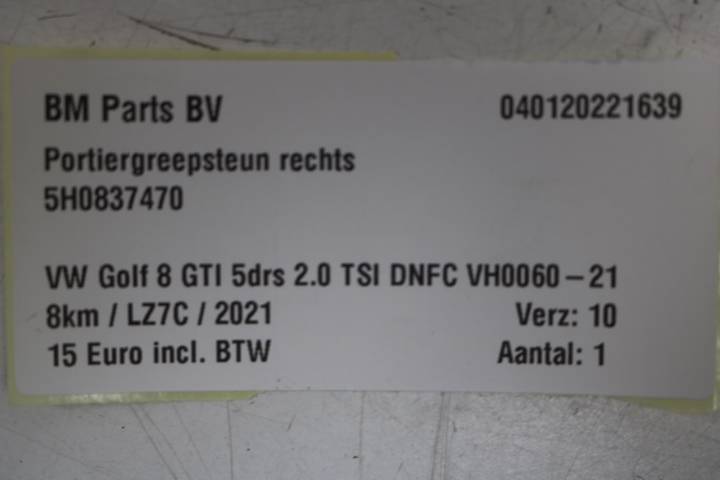 BM Parts BV 040120221639
Portiergreepsteun rechts
5H0837470
VW Golf 8 GTI 5drs 2.0 TSI DNFC VH0060-21
8km / LZ7C / 2021 Verz: 10
15 Euro incl. BTW Aantal: 1